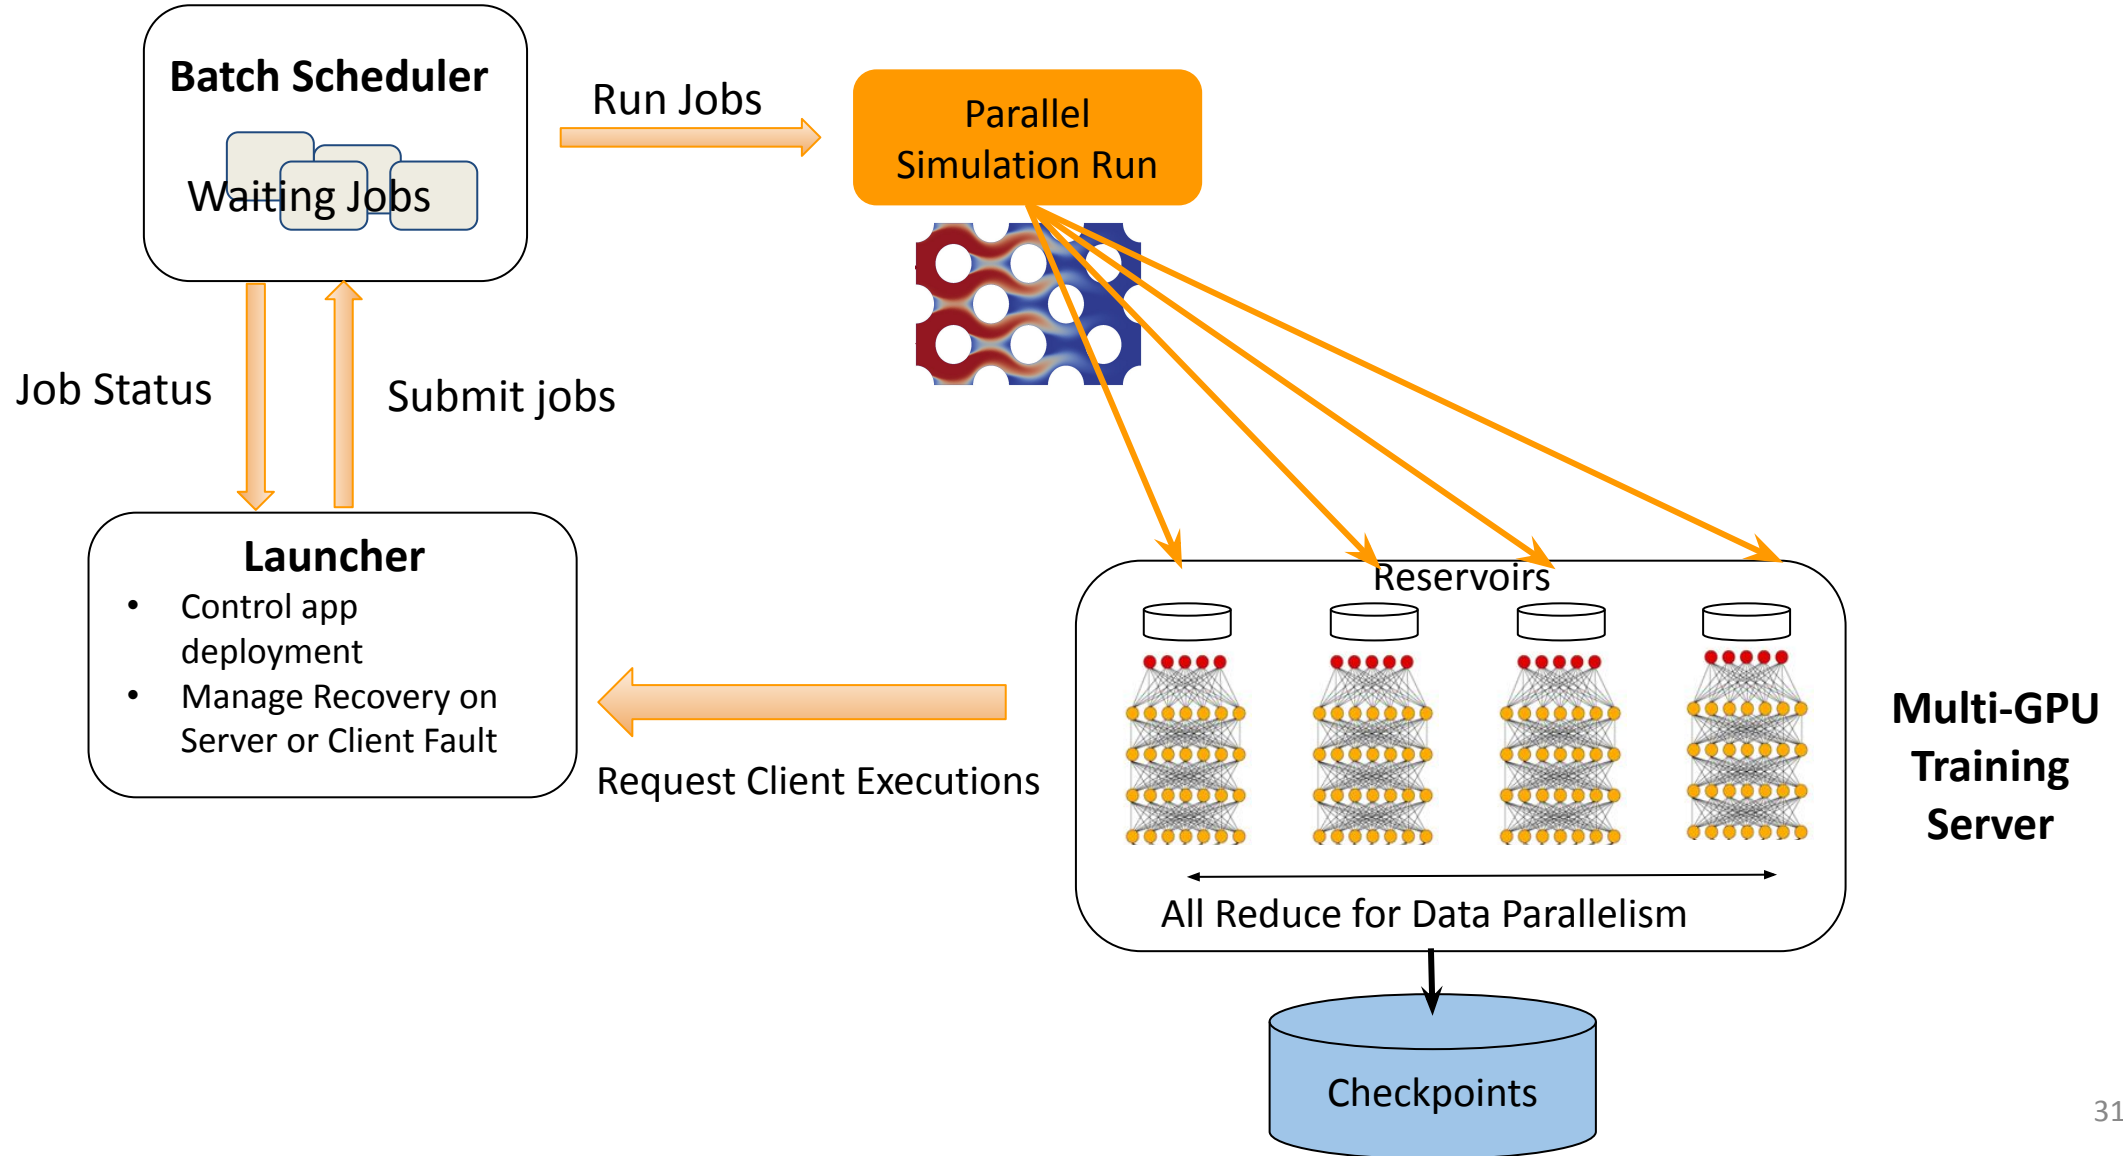 Batch Scheduler
Waiting Jobs
Run Jobs
Parallel
Simulation Run
Job Status
Submit jobs
Launcher
• Control app
deployment
• Manage Recovery on
Server or Client Fault
Request Client Executions
Reservoirs
All Reduce for Data Parallelism
Multi-GPU
Training
Server
Checkpoints
31